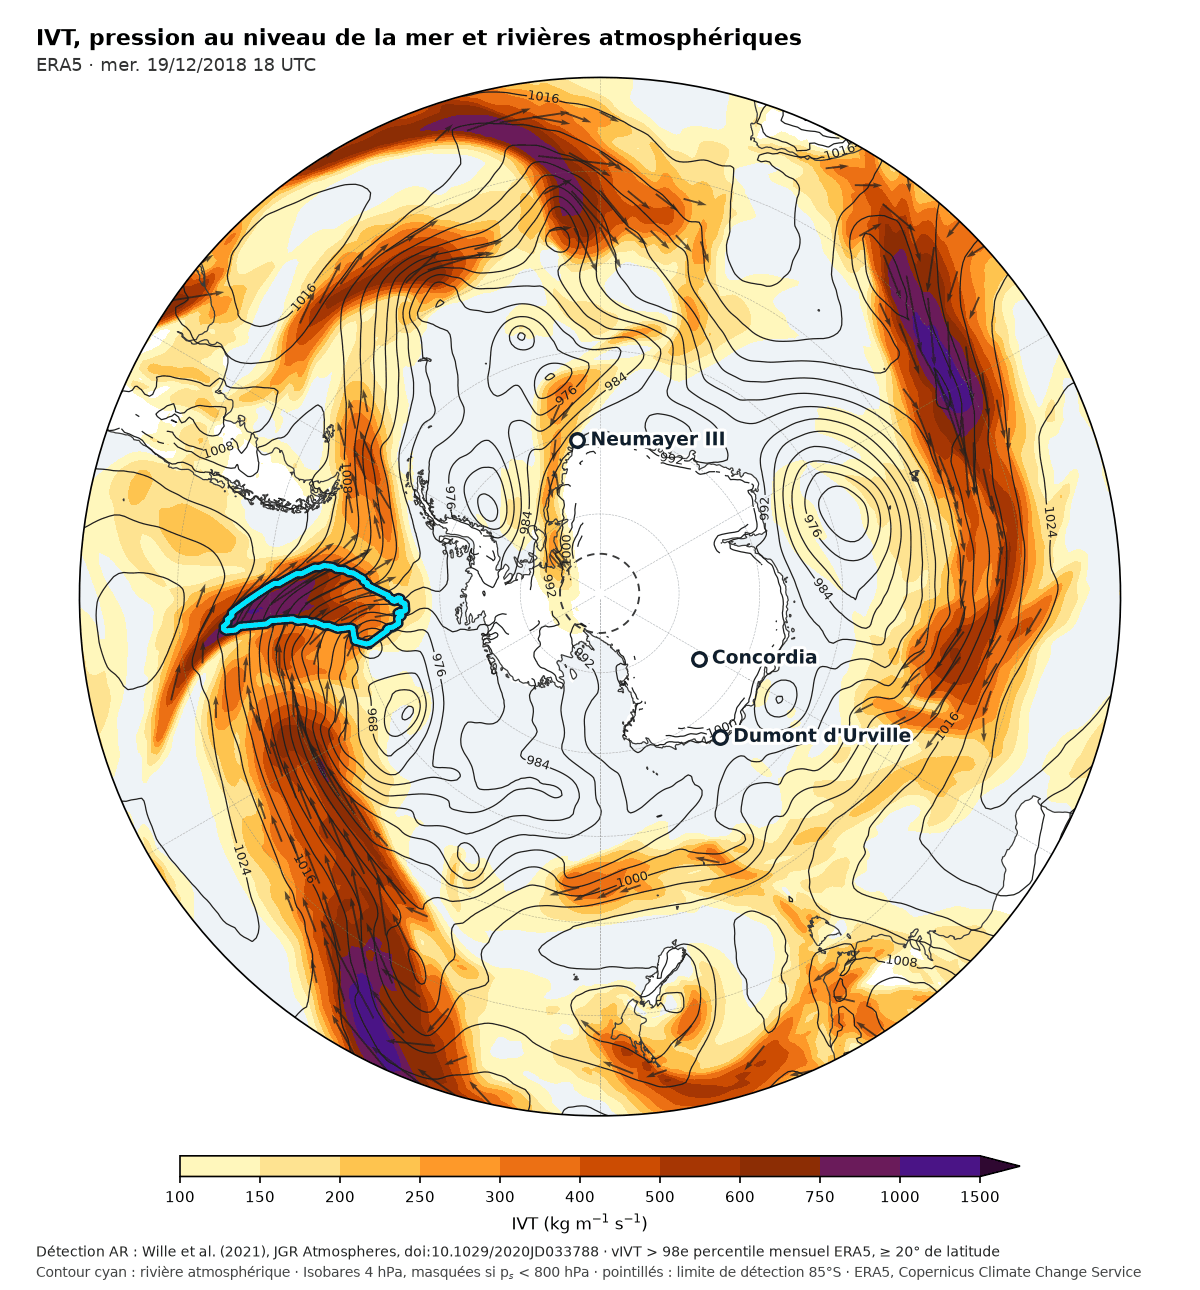 IVT, pression au niveau de la mer et rivières atmosphériques
ERA5 · mer. 19/12/2018 18 UTC
1016
1016
1016
976
984
Neumayer III
992
1008
1008
976
984
1000
992
992
976
1024
984
992
Concordia
976
968
1000
Dumont d'Urville
1016
984
1024
1016
1000
1008
100 150 200 250 300 400 500 600 750 1000 1500
IVT (kg m⁻¹ s⁻¹)
Détection AR : Wille et al. (2021), JGR Atmospheres, doi:10.1029/2020JD033788 · vIVT > 98e percentile mensuel ERA5, ≥ 20° de latitude
Contour cyan : rivière atmosphérique · Isobares 4 hPa, masquées si pₛ < 800 hPa · pointillés : limite de détection 85°S · ERA5, Copernicus Climate Change Service